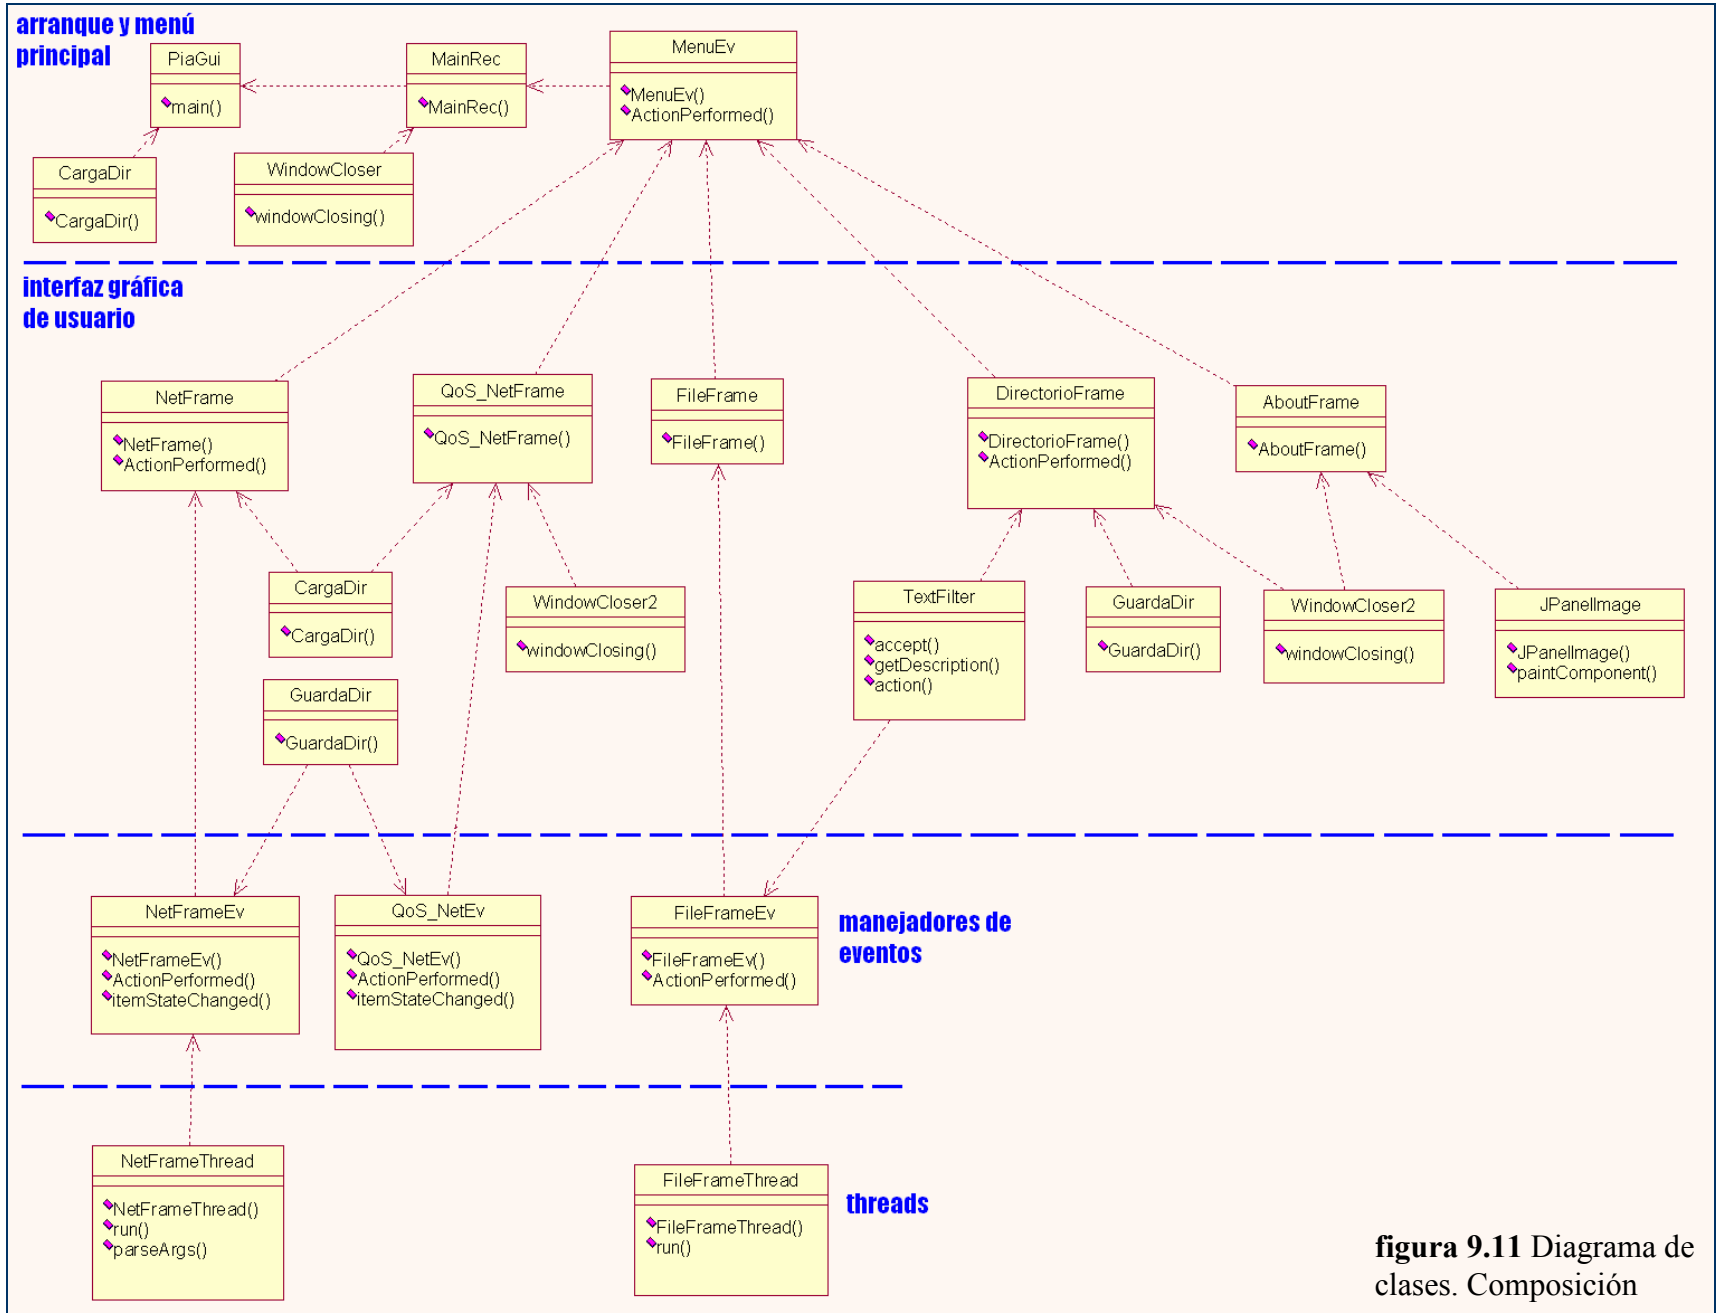 arranque y menú
principal
PiaGui
main()
MainRec
MainRec()
MenuEv
MenuEv()
ActionPerformed()
CargaDir
CargaDir()
WindowCloser
windowClosing()
interfaz gráfica
de usuario
NetFrame
NetFrame()
ActionPerformed()
QoS_NetFrame
QoS_NetFrame()
FileFrame
FileFrame()
DirectorioFrame
DirectorioFrame()
ActionPerformed()
AboutFrame
AboutFrame()
CargaDir
CargaDir()
WindowCloser2
windowClosing()
TextFilter
accept()
getDescription()
action()
GuardaDir
GuardaDir()
WindowCloser2
windowClosing()
JPanelImage
JPanelImage()
paintComponent()
GuardaDir
GuardaDir()
NetFrameEv
NetFrameEv()
ActionPerformed()
itemStateChanged()
QoS_NetEv
QoS_NetEv()
ActionPerformed()
itemStateChanged()
FileFrameEv
FileFrameEv()
ActionPerformed()
manejadores de
eventos
NetFrameThread
NetFrameThread()
run()
parseArgs()
FileFrameThread
FileFrameThread()
run()
threads
figura 9.11 Diagrama de
clases. Composición